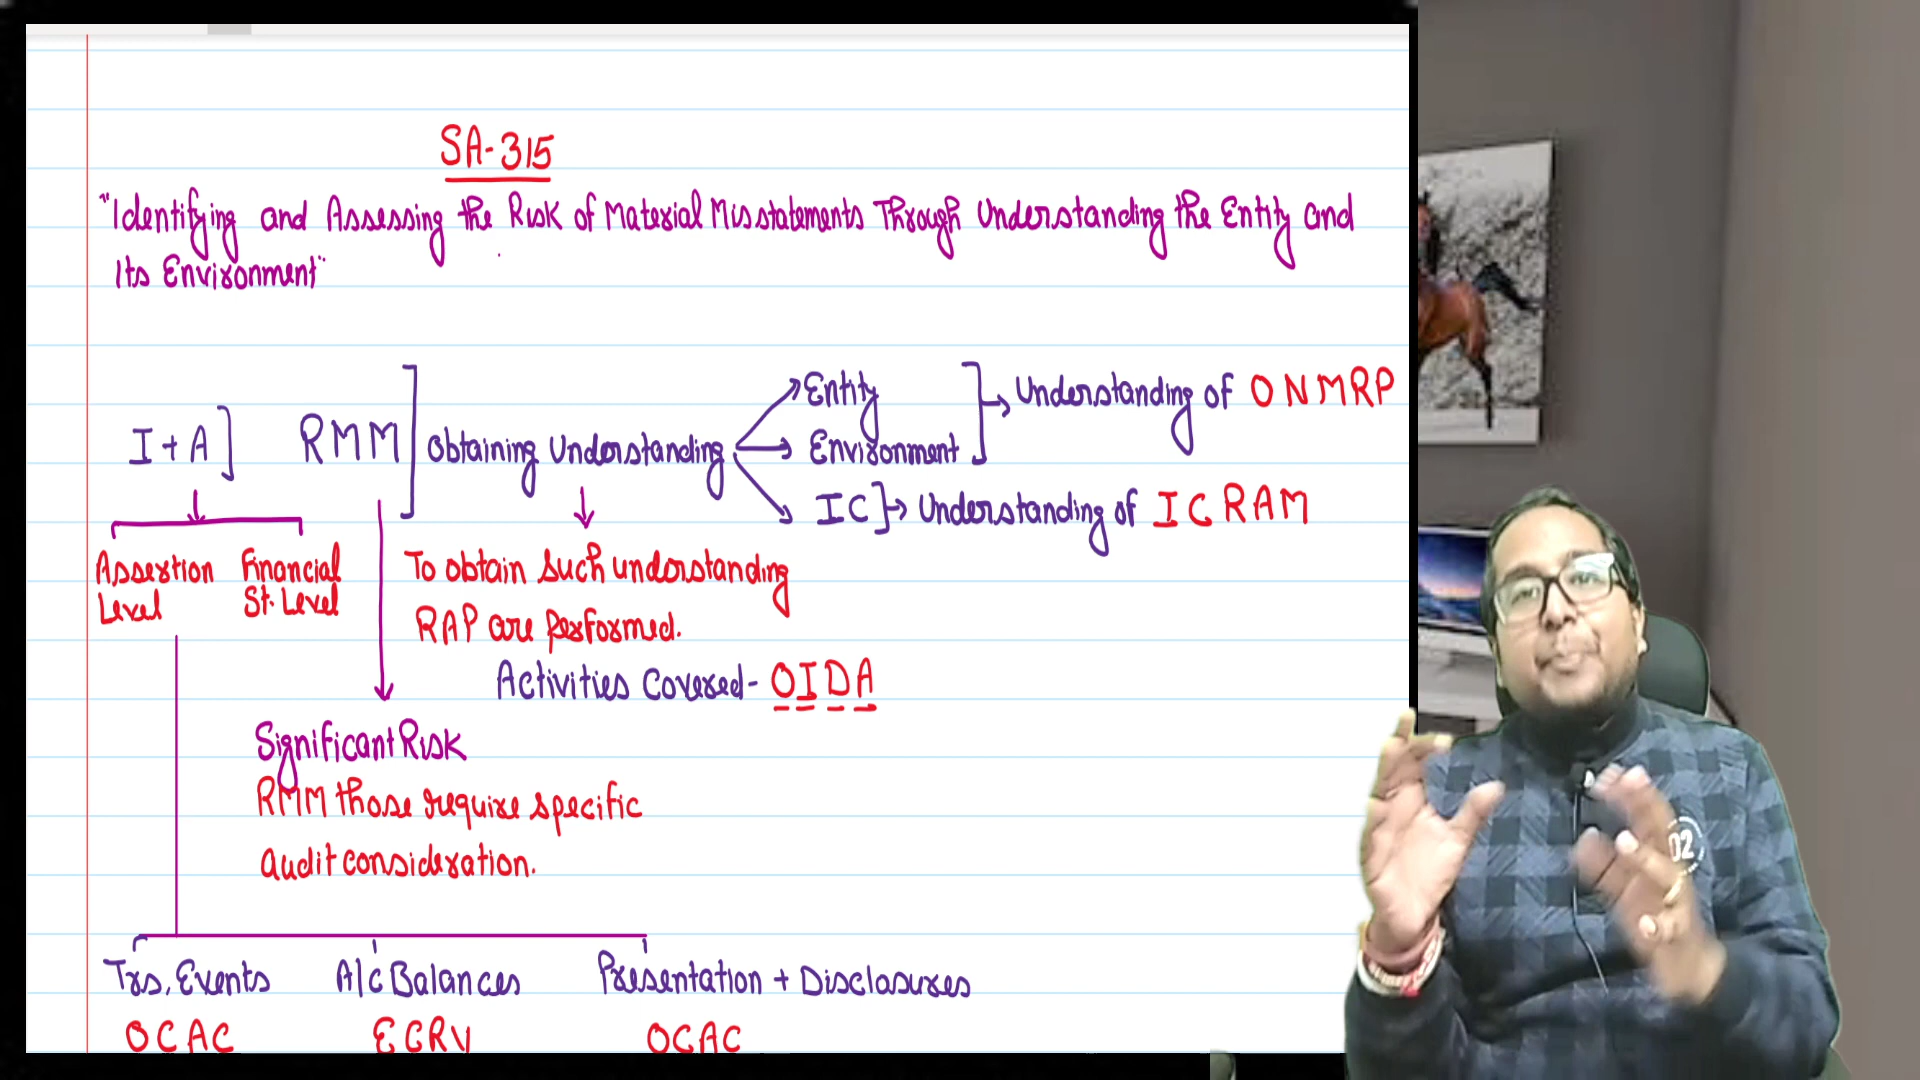 SA-315
"Identifying and Assessing the Risk of Material Misstatements Through Understanding the Entity and
Its Environment"
I + A] RMM] Obtaining Understanding
Entity
Environment
] → Understanding of ONMRP
IC} → Understanding of ICRAM
Assertion Level
Financial St. Level
To obtain such understanding
RAP are performed.
Activities Covered- OIDA
Significant Risk
RMM those require specific
audit consideration.
Trs, Events A/c Balances Presentation + Disclosures
OCAC ECRV OCAC
02